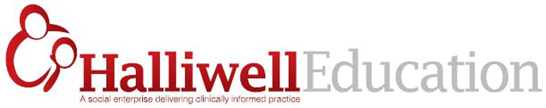 HalliwellEducation
A social enterprise delivering clinically informed practice